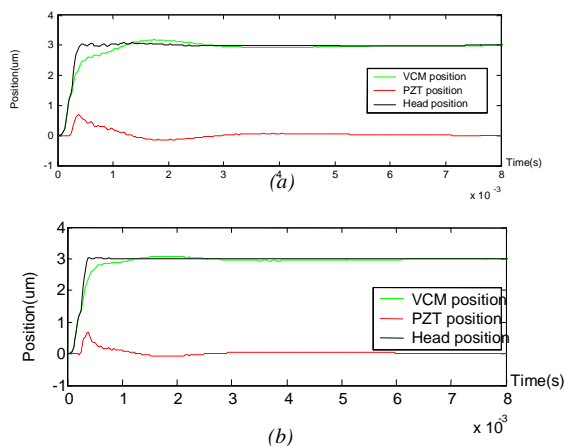 4
3
2
1
0
-1
Position(um)
VCM position
PZT position
Head position
0 1 2 3 4 5 6 7 8
Time(s)
x 10 -3
(a)
4
3
2
1
0
-1
Position(um)
VCM position
PZT position
Head position
0 1 2 3 4 5 6 7 8
Time(s)
x 10 -3
(b)